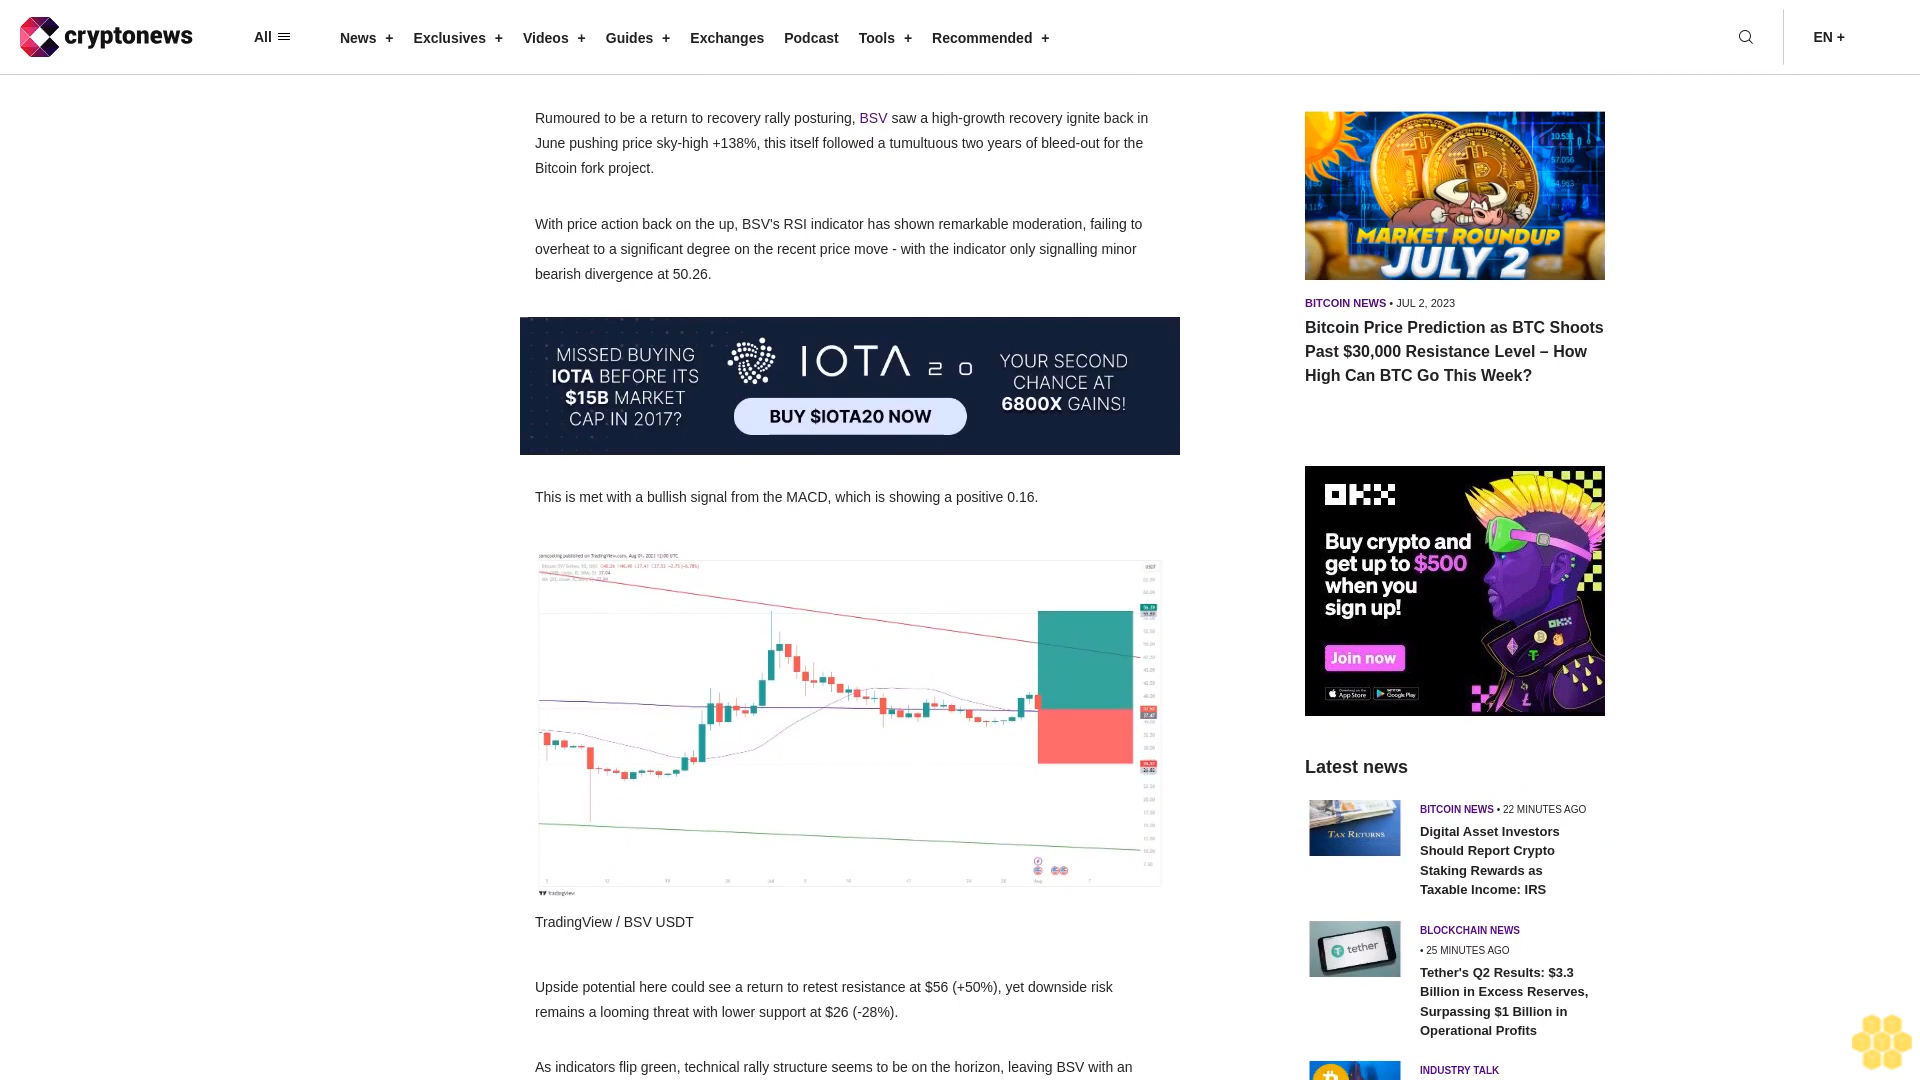 cryptonews
All
News +
Exclusives +
Videos +
Guides +
Exchanges
Podcast
Tools +
Recommended +
EN +
Rumoured to be a return to recovery rally posturing, BSV saw a high-growth recovery ignite back in
June pushing price sky-high +138%, this itself followed a tumultuous two years of bleed-out for the
Bitcoin fork project.
With price action back on the up, BSV's RSI indicator has shown remarkable moderation, failing to
overheat to a significant degree on the recent price move - with the indicator only signalling minor
bearish divergence at 50.26.
MISSED BUYING
IOTA BEFORE ITS
$15B MARKET
CAP IN 2017?
IOTA 2 0
BUY $IOTA20 NOW
YOUR SECOND
CHANCE AT
6800X GAINS!
This is met with a bullish signal from the MACD, which is showing a positive 0.16.
TradingView
TradingView / BSV USDT
Upside potential here could see a return to retest resistance at $56 (+50%), yet downside risk
remains a looming threat with lower support at $26 (-28%).
As indicators flip green, technical rally structure seems to be on the horizon, leaving BSV with an
MARKET ROUNDUP
JULY 2
BITCOIN NEWS • JUL 2, 2023
Bitcoin Price Prediction as BTC Shoots
Past $30,000 Resistance Level – How
High Can BTC Go This Week?
OKX
Buy crypto and
get up to $500
when you
sign up!
Join now
App Store
Google Play
Latest news
TAX RETURNS
BITCOIN NEWS • 22 MINUTES AGO
Digital Asset Investors
Should Report Crypto
Staking Rewards as
Taxable Income: IRS
tether
BLOCKCHAIN NEWS
• 25 MINUTES AGO
Tether's Q2 Results: $3.3
Billion in Excess Reserves,
Surpassing $1 Billion in
Operational Profits
INDUSTRY TALK